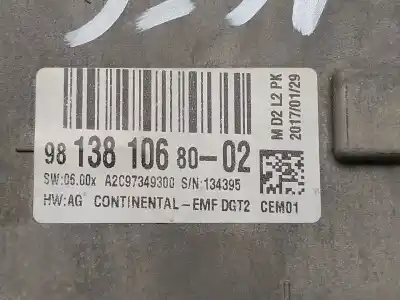 98 138 106 80-02
SW:06.00x A2C97349300 S/N:134395
HW:AG CONTINENTAL-EMF DGT2 CEM01
M D2 L2 PK
2017/01/29